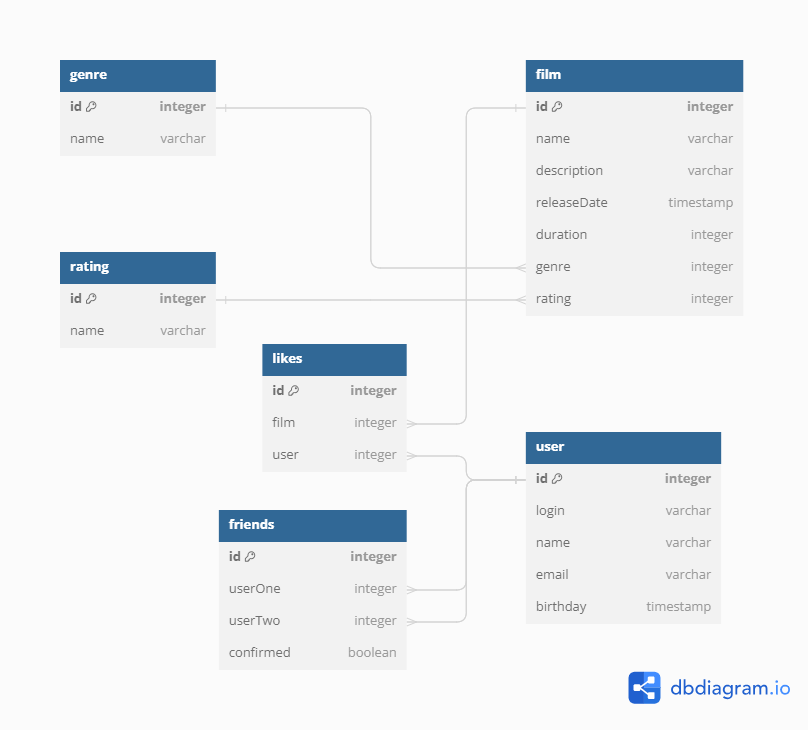 genre
id integer
name varchar
film
id integer
name varchar
description varchar
releaseDate timestamp
duration integer
genre integer
rating integer
rating
id integer
name varchar
likes
id integer
film integer
user integer
user
id integer
login varchar
name varchar
email varchar
birthday timestamp
friends
id integer
userOne integer
userTwo integer
confirmed boolean
dbdiagram.io